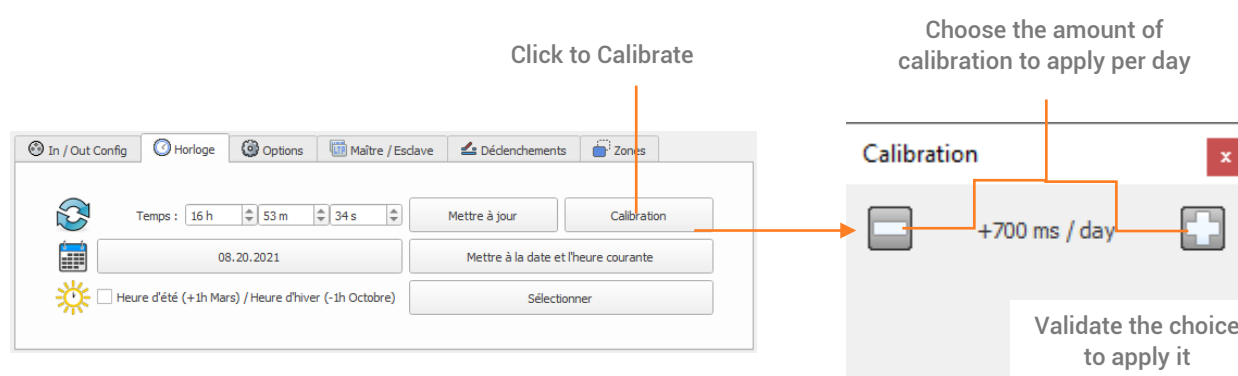 Choose the amount of
calibration to apply per day
Click to Calibrate
In / Out Config Horloge Options Maître / Esclave Déclenchements Zones
Temps : 16 h 53 m 34 s Mettre à jour Calibration
08.20.2021 Mettre à la date et l'heure courante
Heure d'été (+1h Mars) / Heure d'hiver (-1h Octobre) Sélectionner
Calibration x
+700 ms / day
Validate the choice
to apply it